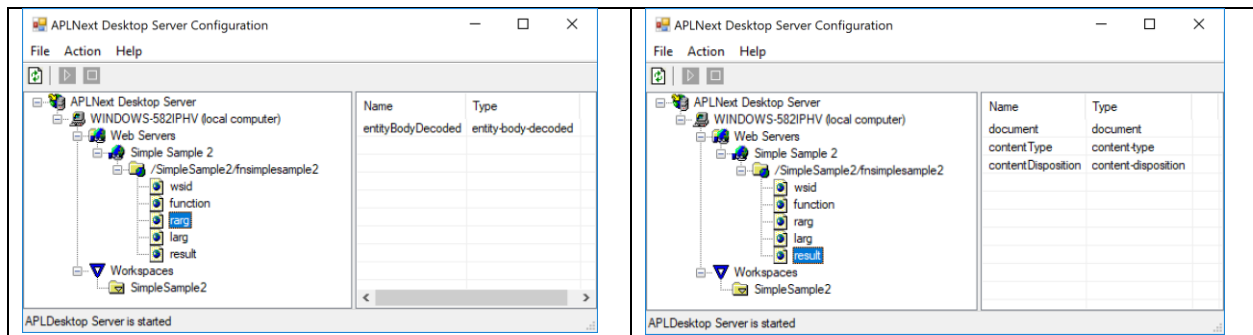 APLNext Desktop Server Configuration
File Action Help
APLNext Desktop Server
WINDOWS-582IPHV (local computer)
Web Servers
Simple Sample 2
/SimpleSample2/fnsimplesample2
wsid
function
rarg
larg
result
Workspaces
SimpleSample2
Name Type
entityBodyDecoded entity-body-decoded
APLDesktop Server is started
APLNext Desktop Server Configuration
File Action Help
APLNext Desktop Server
WINDOWS-582IPHV (local computer)
Web Servers
Simple Sample 2
/SimpleSample2/fnsimplesample2
wsid
function
rarg
larg
result
Workspaces
SimpleSample2
Name Type
document document
contentType content-type
contentDisposition content-disposition
APLDesktop Server is started